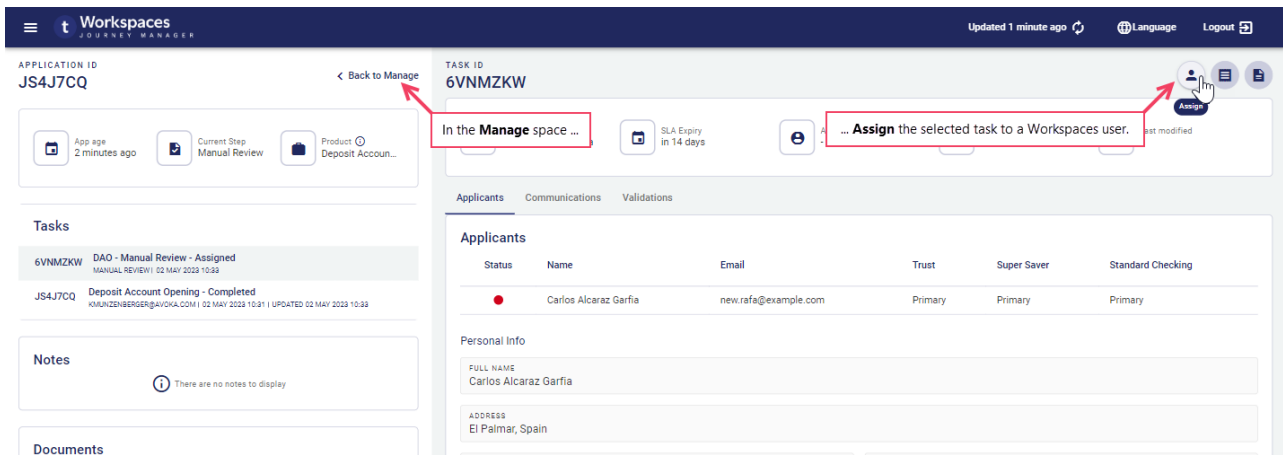 Workspaces
JOURNEY MANAGER
Updated 1 minute ago
Language
Logout
APPLICATION ID
JS4J7CQ
Back to Manage
App age
2 minutes ago
Current Step
Manual Review
Product
Deposit Accoun...
Tasks
6VNMZKW
DAO - Manual Review - Assigned
MANUAL REVIEW | 02 MAY 2023 10:33
JS4J7CQ
Deposit Account Opening - Completed
KMUNZENBERGER@AVOKA.COM | 02 MAY 2023 10:31 | UPDATED 02 MAY 2023 10:33
Notes
There are no notes to display
Documents
TASK ID
6VNMZKW
Assign
In the Manage space ...
SLA Expiry
in 14 days
... Assign the selected task to a Workspaces user.
last modified
Applicants Communications Validations
Applicants
Status Name Email Trust Super Saver Standard Checking
Carlos Alcaraz Garfia new.rafa@example.com Primary Primary Primary
Personal Info
FULL NAME
Carlos Alcaraz Garfia
ADDRESS
El Palmar, Spain